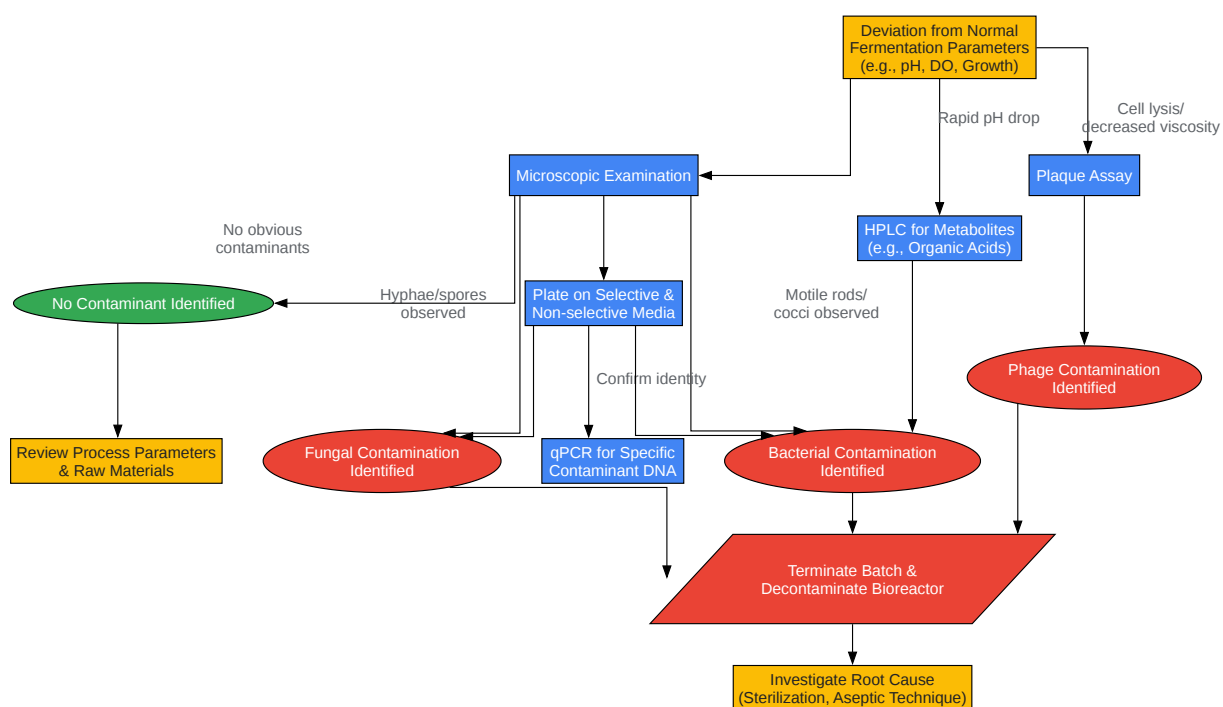 Deviation from Normal
Fermentation Parameters
(e.g., pH, DO, Growth)
Rapid pH drop
Cell lysis/
decreased viscosity
Microscopic Examination
Plaque Assay
No obvious
contaminants
HPLC for Metabolites
(e.g., Organic Acids)
No Contaminant Identified
Hyphae/spores
observed
Plate on Selective &
Non-selective Media
Motile rods/
cocci observed
Confirm identity
Phage Contamination
Identified
Review Process Parameters
& Raw Materials
Fungal Contamination
Identified
qPCR for Specific
Contaminant DNA
Bacterial Contamination
Identified
Terminate Batch &
Decontaminate Bioreactor
Investigate Root Cause
(Sterilization, Aseptic Technique)